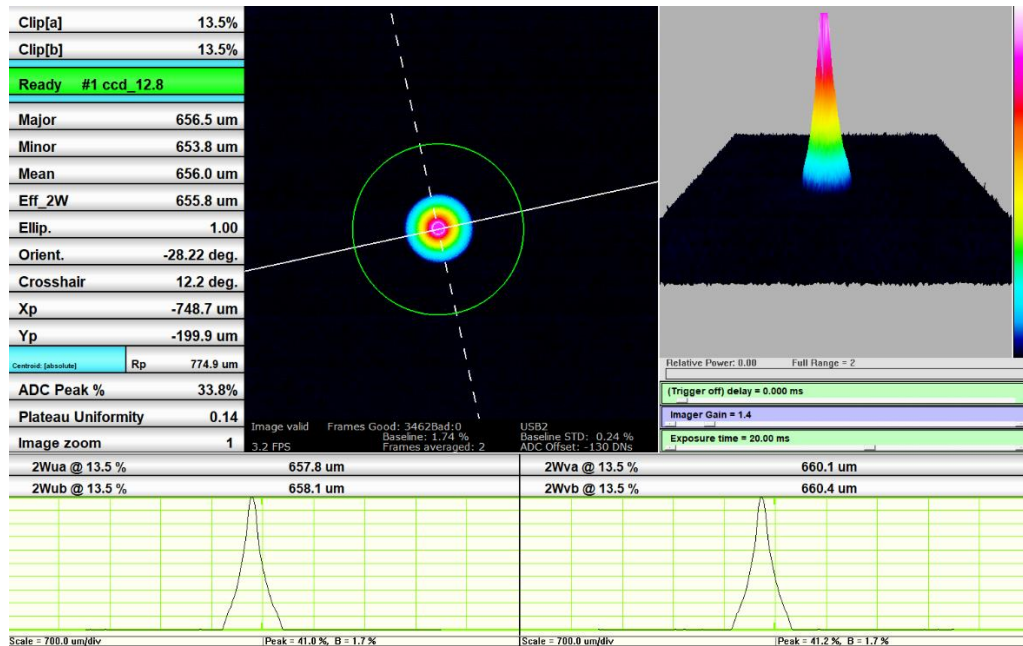 Clip[a] 13.5%
Clip[b] 13.5%
Ready #1 ccd_12.8
Major 656.5 um
Minor 653.8 um
Mean 656.0 um
Eff_2W 655.8 um
Ellip. 1.00
Orient. -28.22 deg.
Crosshair 12.2 deg.
Xp -748.7 um
Yp -199.9 um
Centroid: [absolute] Rp 774.9 um
ADC Peak % 33.8%
Plateau Uniformity 0.14
Image zoom 1
Image valid Frames Good: 3462Bad:0 USB2
Baseline: 1.74 % Baseline STD: 0.24 %
3.2 FPS Frames averaged: 2 ADC Offset: -130 DNs
Relative Power: 0.00 Full Range = 2
(Trigger off) delay = 0.000 ms
Imager Gain = 1.4
Exposure time = 20.00 ms
2Wua @ 13.5 % 657.8 um
2Wub @ 13.5 % 658.1 um
Scale = 700.0 um/div Peak = 41.0 %, B = 1.7 %
2Wva @ 13.5 % 660.1 um
2Wvb @ 13.5 % 660.4 um
Scale = 700.0 um/div Peak = 41.2 %, B = 1.7 %